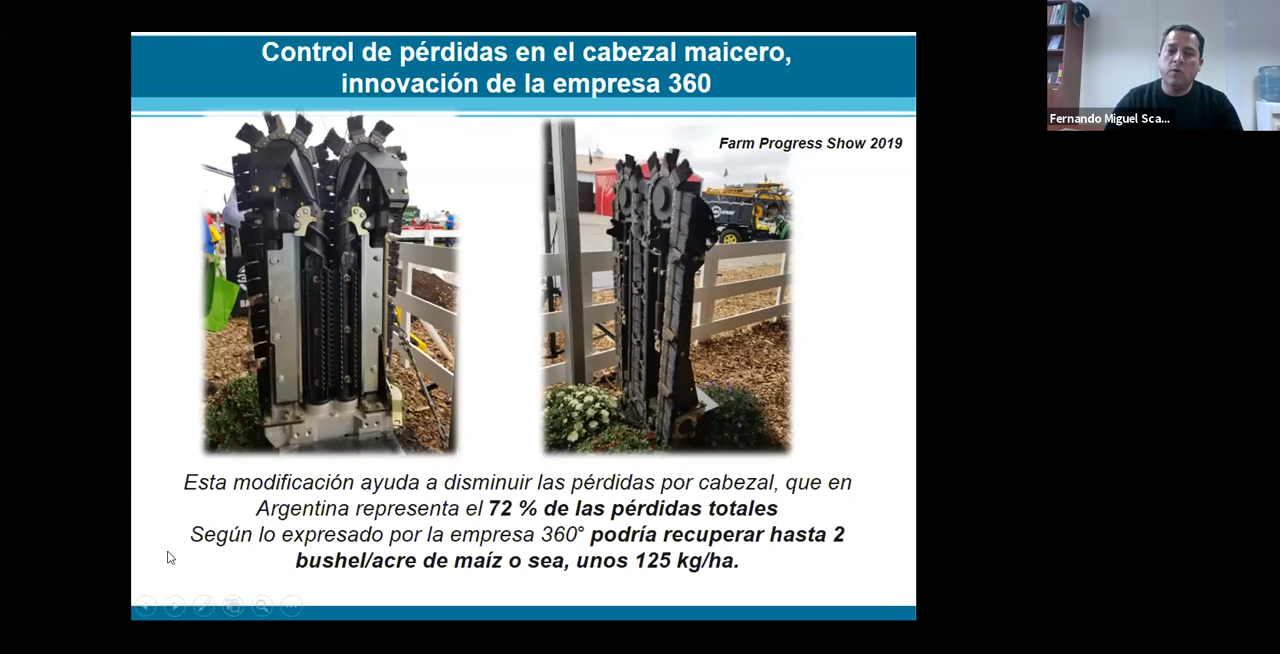 Control de pérdidas en el cabezal maicero,
innovación de la empresa 360
Farm Progress Show 2019
Esta modificación ayuda a disminuir las pérdidas por cabezal, que en
Argentina representa el 72 % de las pérdidas totales
Según lo expresado por la empresa 360° podría recuperar hasta 2
bushel/acre de maíz o sea, unos 125 kg/ha.
Fernando Miguel Sca...